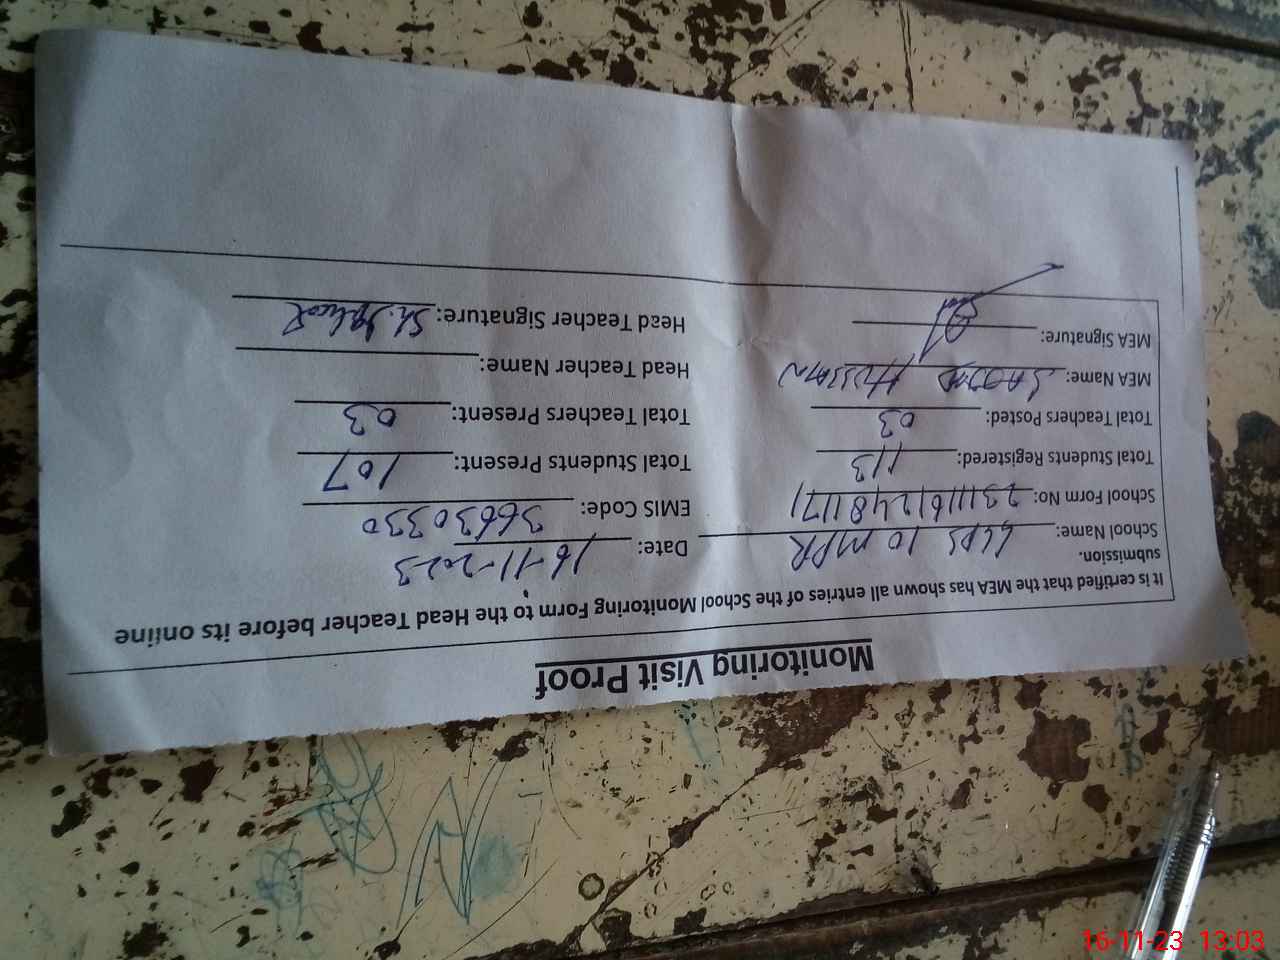 Monitoring Visit Proof
It is certified that the MEA has shown all entries of the School Monitoring Form to the Head Teacher before its online
submission.
School Name: GGPS 10 MPR Date: 16-11-2023
School Form No: EMIS Code: 36630330
Total Students Registered: 113 Total Students Present: 107
Total Teachers Posted: 03 Total Teachers Present: 03
MEA Name: HUSSAIN Head Teacher Name:
MEA Signature: Head Teacher Signature:
16-11-23 13:03